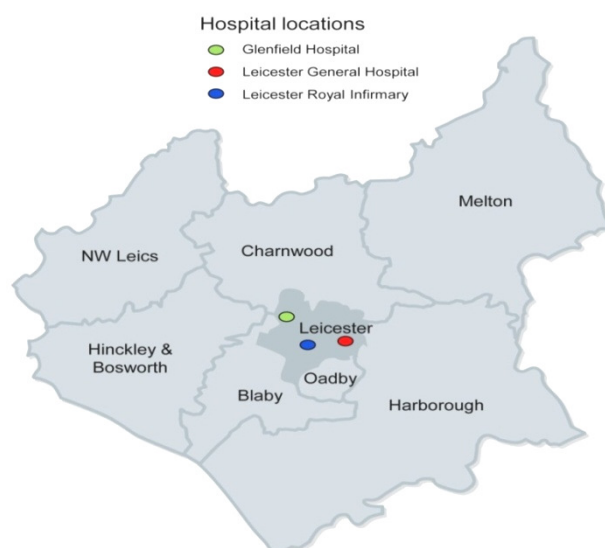 Hospital locations
Glenfield Hospital
Leicester General Hospital
Leicester Royal Infirmary
Melton
Charnwood
NW Leics
Leicester
Hinckley &
Bosworth
Oadby
Blaby
Harborough